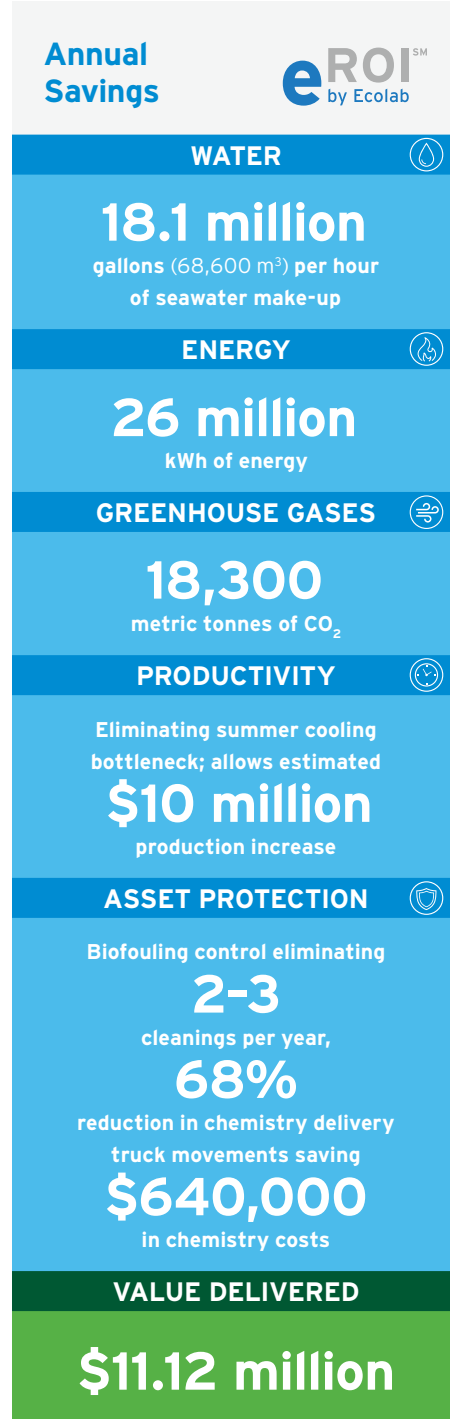 Annual
Savings
eROI℠
by Ecolab
WATER
18.1 million
gallons (68,600 m³) per hour
of seawater make-up
ENERGY
26 million
kWh of energy
GREENHOUSE GASES
18,300
metric tonnes of CO₂
PRODUCTIVITY
Eliminating summer cooling
bottleneck; allows estimated
$10 million
production increase
ASSET PROTECTION
Biofouling control eliminating
2–3
cleanings per year,
68%
reduction in chemistry delivery
truck movements saving
$640,000
in chemistry costs
VALUE DELIVERED
$11.12 million